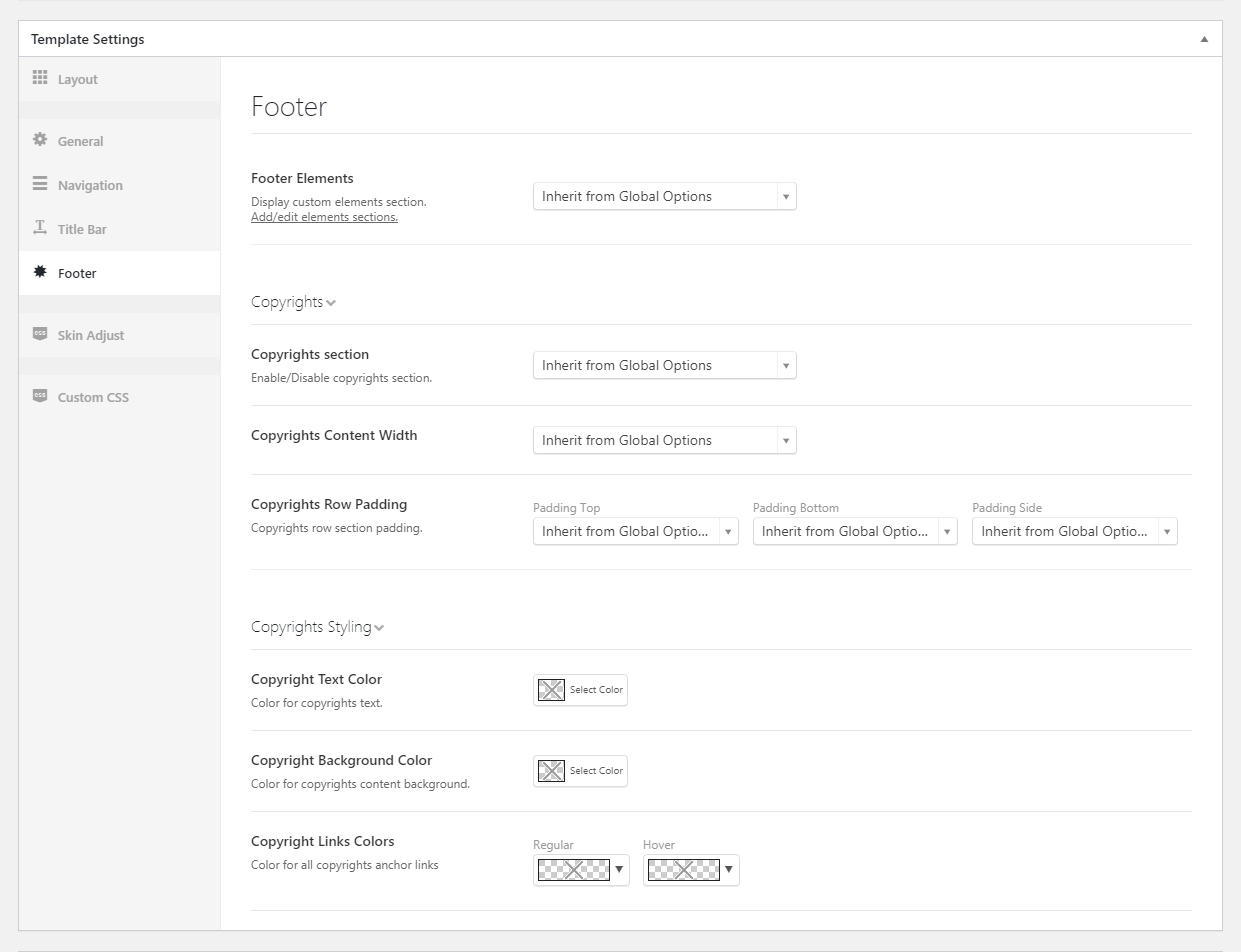 Template Settings
Layout
General
Navigation
Title Bar
Footer
Skin Adjust
Custom CSS
Footer
Footer Elements
Display custom elements section.
Add/edit elements sections.
Inherit from Global Options
Copyrights
Copyrights section
Enable/Disable copyrights section.
Inherit from Global Options
Copyrights Content Width
Inherit from Global Options
Copyrights Row Padding
Copyrights row section padding.
Padding Top
Inherit from Global Optio...
Padding Bottom
Inherit from Global Optio...
Padding Side
Inherit from Global Optio...
Copyrights Styling
Copyright Text Color
Color for copyrights text.
Select Color
Copyright Background Color
Color for copyrights content background.
Select Color
Copyright Links Colors
Color for all copyrights anchor links
Regular
Hover